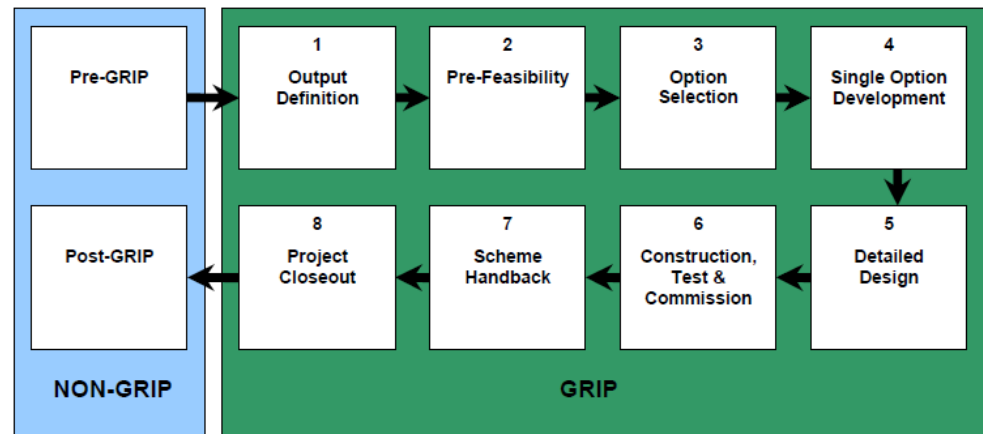 Pre-GRIP
1
Output
Definition
2
Pre-Feasibility
3
Option
Selection
4
Single Option
Development
Post-GRIP
8
Project
Closeout
7
Scheme
Handback
6
Construction,
Test &
Commission
5
Detailed
Design
NON-GRIP
GRIP